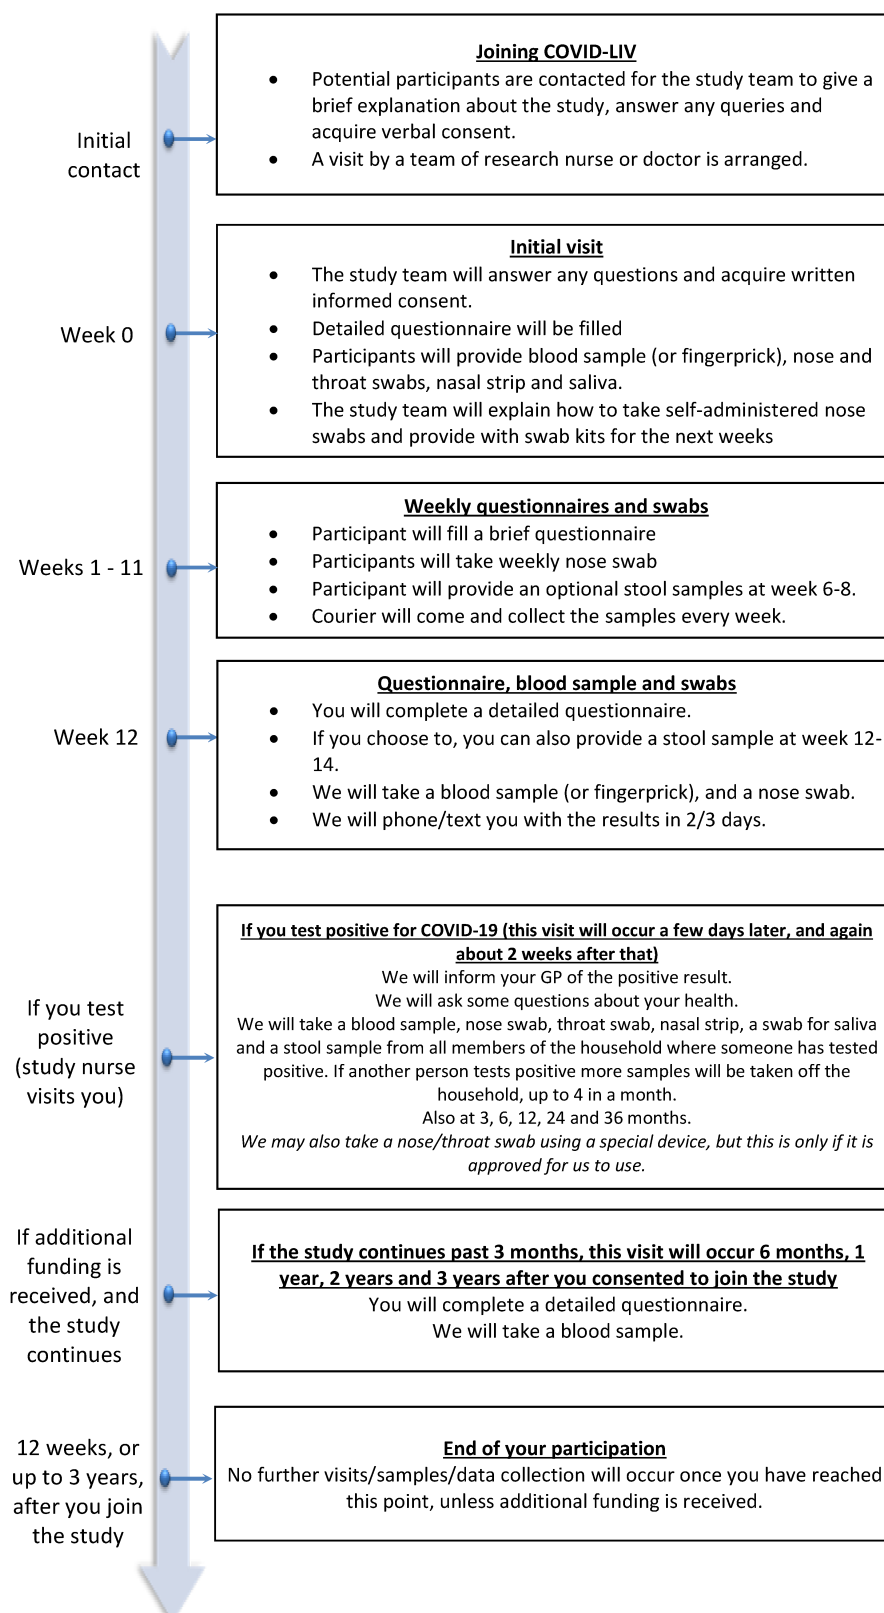 Initial
contact
Joining COVID-LIV
• Potential participants are contacted for the study team to give a
brief explanation about the study, answer any queries and
acquire verbal consent.
• A visit by a team of research nurse or doctor is arranged.
Week 0
Initial visit
• The study team will answer any questions and acquire written
informed consent.
• Detailed questionnaire will be filled
• Participants will provide blood sample (or fingerprick), nose and
throat swabs, nasal strip and saliva.
• The study team will explain how to take self-administered nose
swabs and provide with swab kits for the next weeks
Weeks 1 - 11
Weekly questionnaires and swabs
• Participant will fill a brief questionnaire
• Participants will take weekly nose swab
• Participant will provide an optional stool samples at week 6-8.
• Courier will come and collect the samples every week.
Week 12
Questionnaire, blood sample and swabs
• You will complete a detailed questionnaire.
• If you choose to, you can also provide a stool sample at week 12-
14.
• We will take a blood sample (or fingerprick), and a nose swab.
• We will phone/text you with the results in 2/3 days.
If you test
positive
(study nurse
visits you)
If you test positive for COVID-19 (this visit will occur a few days later, and again
about 2 weeks after that)
We will inform your GP of the positive result.
We will ask some questions about your health.
We will take a blood sample, nose swab, throat swab, nasal strip, a swab for saliva
and a stool sample from all members of the household where someone has tested
positive. If another person tests positive more samples will be taken off the
household, up to 4 in a month.
Also at 3, 6, 12, 24 and 36 months.
We may also take a nose/throat swab using a special device, but this is only if it is
approved for us to use.
If additional
funding is
received, and
the study
continues
If the study continues past 3 months, this visit will occur 6 months, 1
year, 2 years and 3 years after you consented to join the study
You will complete a detailed questionnaire.
We will take a blood sample.
12 weeks, or
up to 3 years,
after you join
the study
End of your participation
No further visits/samples/data collection will occur once you have reached
this point, unless additional funding is received.